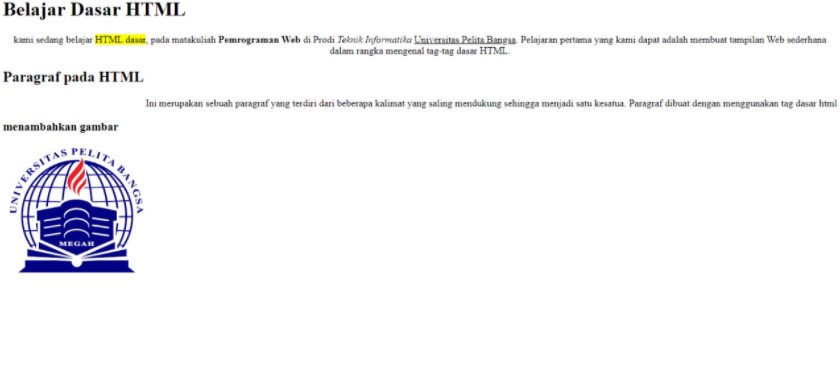 Belajar Dasar HTML
kami sedang belajar HTML dasar, pada matakuliah Pemrograman Web di Prodi Teknik Informatika Universitas Pelita Bangsa. Pelajaran pertama yang kami dapat adalah membuat tampilan Web sederhana
dalam rangka mengenal tag-tag dasar HTML.
Paragraf pada HTML
Ini merupakan sebuah paragraf yang terdiri dari beberapa kalimat yang saling mendukung sehingga menjadi satu kesatua. Paragraf dibuat dengan menggunakan tag dasar html
menambahkan gambar
UNIVERSITAS PELITA BANGSA
MEGAH